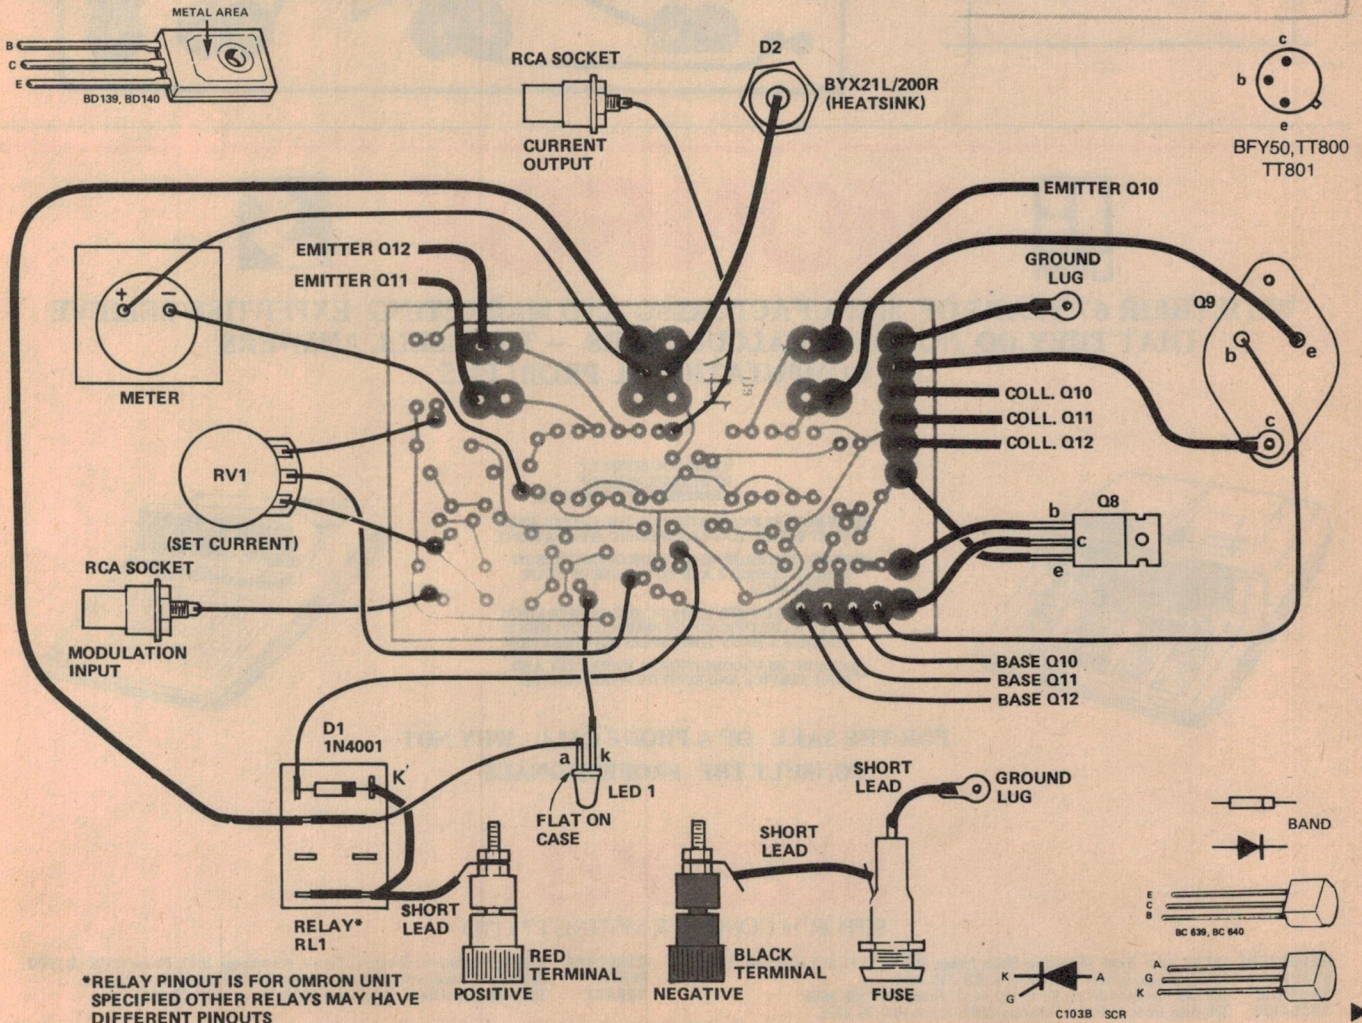 METAL AREA
B
C
E
BD139, BD140
RCA SOCKET
CURRENT
OUTPUT
D2
BYX21L/200R
(HEATSINK)
c
b
e
BFY50,TT800
TT801
EMITTER Q10
EMITTER Q12
EMITTER Q11
GROUND
LUG
Q9
b
e
c
+
−
METER
COLL. Q10
COLL. Q11
COLL. Q12
RV1
(SET CURRENT)
b
Q8
c
e
RCA SOCKET
MODULATION
INPUT
BASE Q10
BASE Q11
BASE Q12
D1
1N4001
K
a
k
LED 1
FLAT ON
CASE
SHORT
LEAD
GROUND
LUG
SHORT
LEAD
BAND
RELAY*
RL1
SHORT
LEAD
RED
TERMINAL
POSITIVE
BLACK
TERMINAL
NEGATIVE
FUSE
E
C
B
BC 639, BC 640
K
A
G
A
G
K
C103B SCR
*RELAY PINOUT IS FOR OMRON UNIT
SPECIFIED OTHER RELAYS MAY HAVE
DIFFERENT PINOUTS